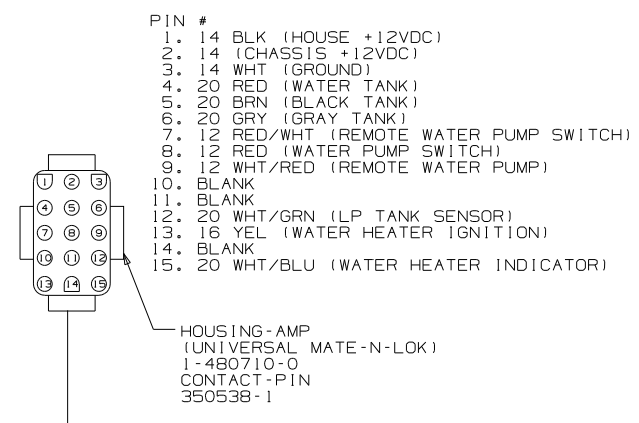 PIN #
1. 14 BLK (HOUSE +12VDC)
2. 14 (CHASSIS +12VDC)
3. 14 WHT (GROUND)
4. 20 RED (WATER TANK)
5. 20 BRN (BLACK TANK)
6. 20 GRY (GRAY TANK)
7. 12 RED/WHT (REMOTE WATER PUMP SWITCH)
8. 12 RED (WATER PUMP SWITCH)
9. 12 WHT/RED (REMOTE WATER PUMP)
10. BLANK
11. BLANK
12. 20 WHT/GRN (LP TANK SENSOR)
13. 16 YEL (WATER HEATER IGNITION)
14. BLANK
15. 20 WHT/BLU (WATER HEATER INDICATOR)
1 2 3
4 5 6
7 8 9
10 11 12
13 14 15
HOUSING-AMP
(UNIVERSAL MATE-N-LOK)
1-480710-0
CONTACT-PIN
350538-1